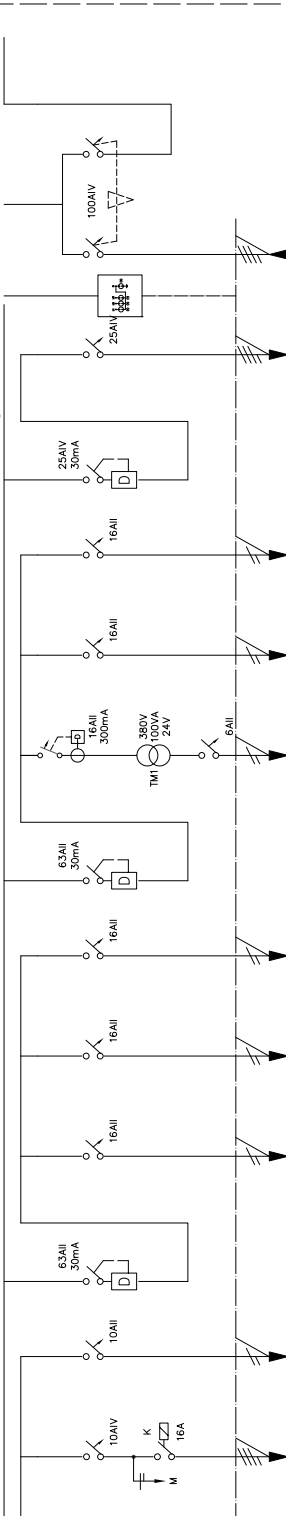 100AIV
V
25AIV
25AIV
30mA
D
16AII
16AII
16AII
300mA
D
380V
100VA
24V
TM1
6AII
63AII
30mA
D
16AII
16AII
16AII
63AII
30mA
D
10AII
10AIV
K
16A
M